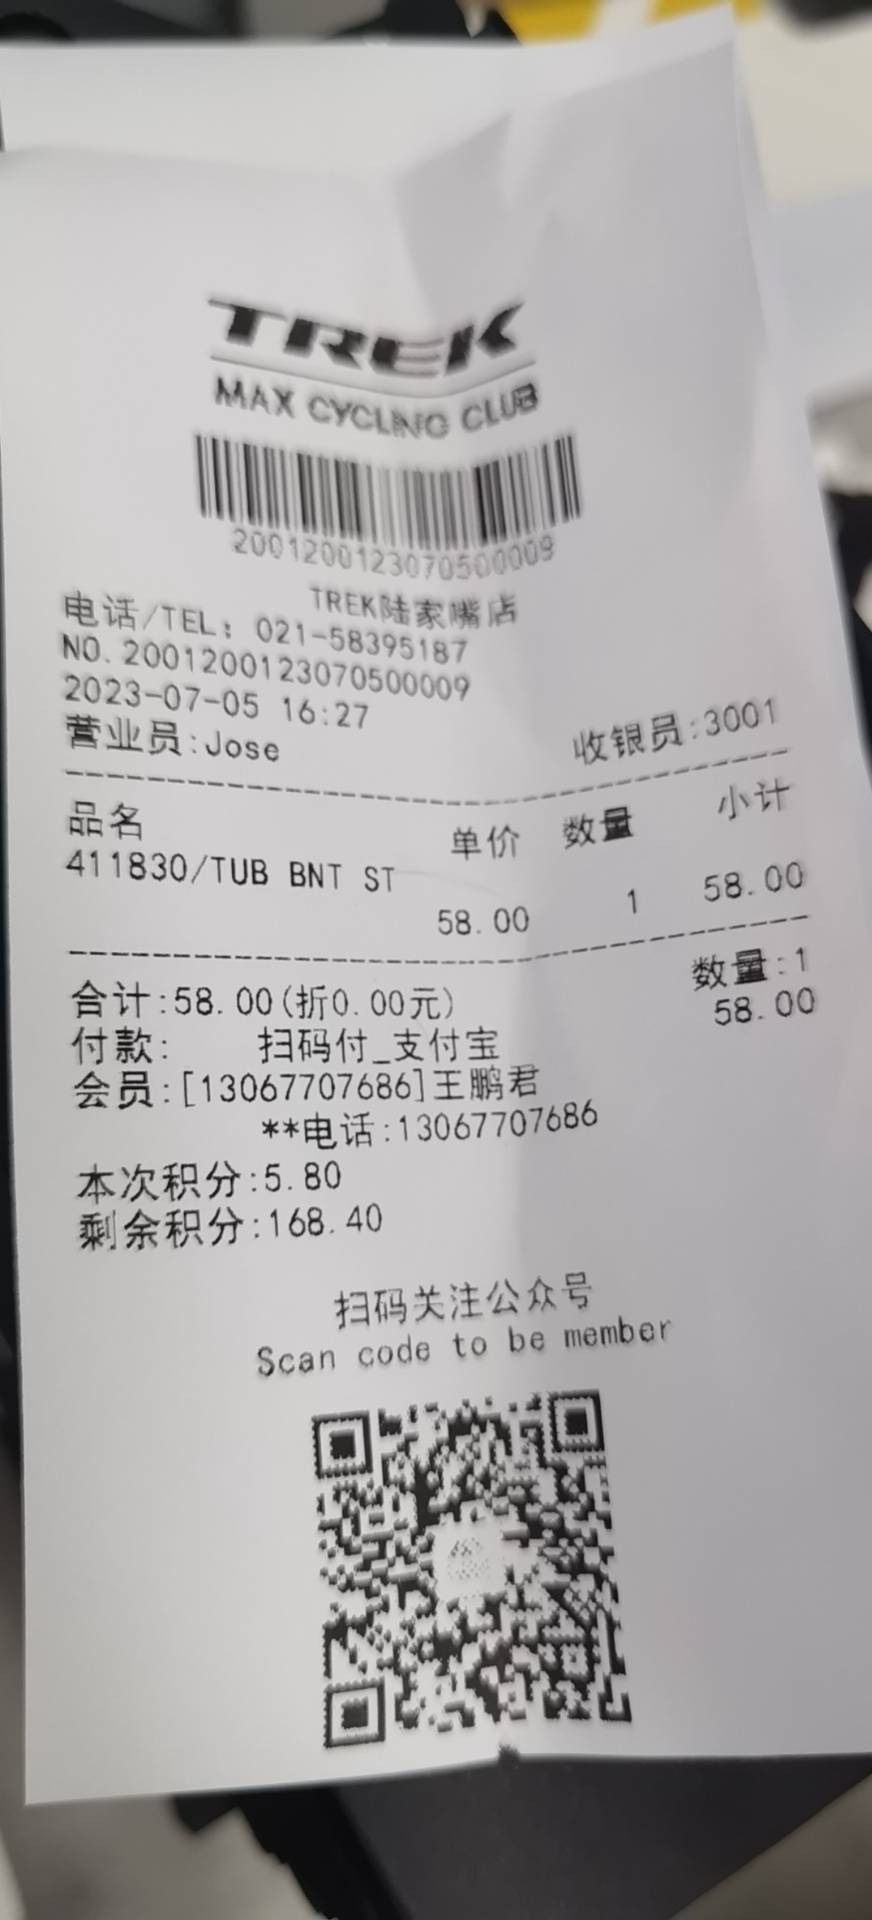 TREK
MAX CYCLING CLUB
2001200123070500009
TREK陆家嘴店
电话/TEL: 021-58395187
NO.2001200123070500009
2023-07-05 16:27
营业员:Jose 收银员:3001
品名 单价 数量 小计
411830/TUB BNT ST
58.00 1 58.00
合计:58.00(折0.00元) 数量:1
付款: 扫码付_支付宝 58.00
会员:[13067707686]王鹏君
**电话:13067707686
本次积分:5.80
剩余积分:168.40
扫码关注公众号
Scan code to be member